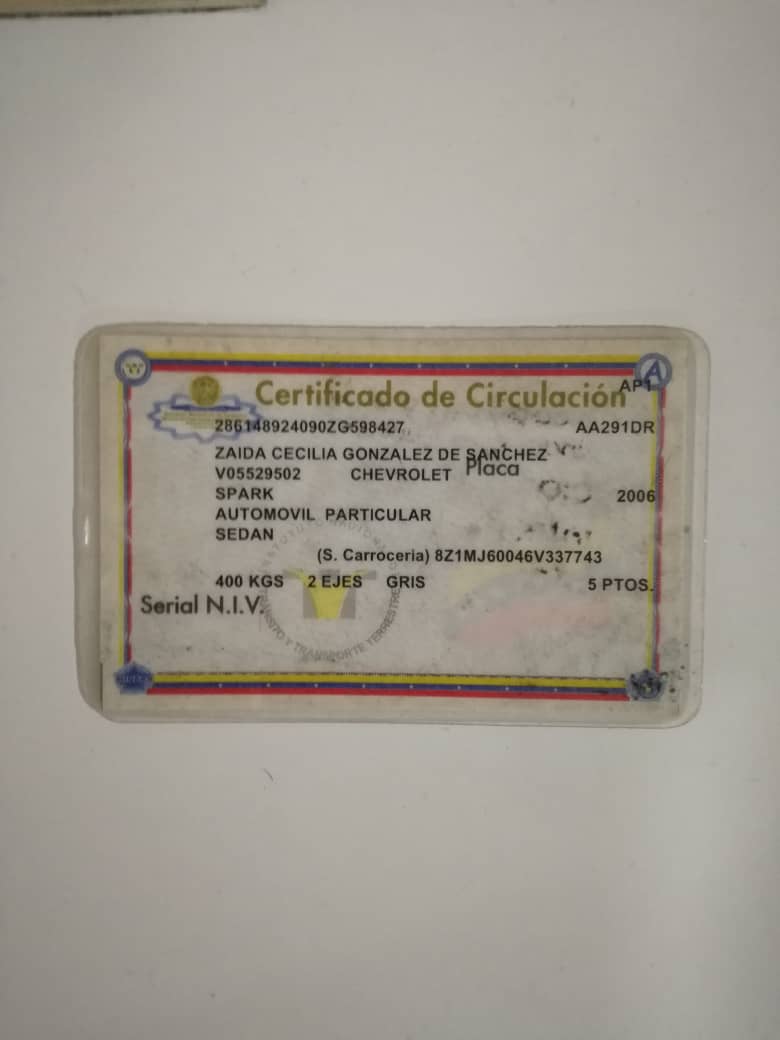 Certificado de Circulación
AP1
286148924090ZG598427
AA291DR
ZAIDA CECILIA GONZALEZ DE SANCHEZ
V05529502 CHEVROLET Placa
SPARK 2006
AUTOMOVIL PARTICULAR
SEDAN
(S. Carroceria) 8Z1MJ60046V337743
400 KGS 2 EJES GRIS 5 PTOS.
Serial N.I.V.
Y TRANSPORTE TERRESTRE